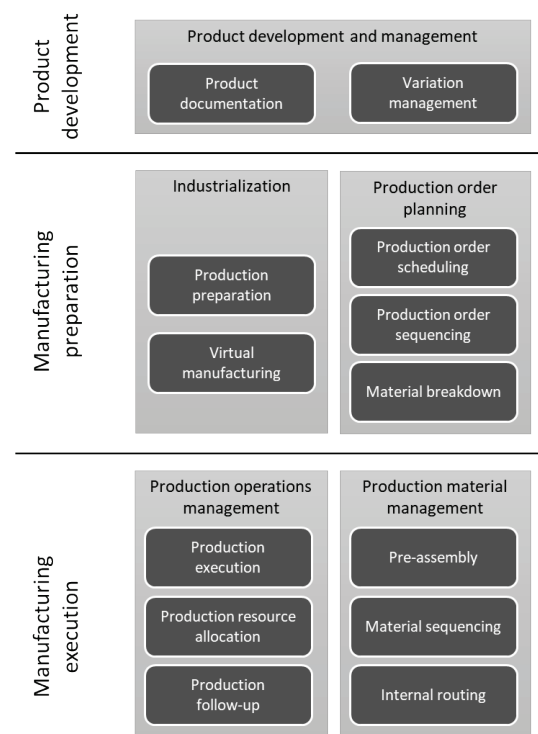 Product
development
Product development and management
Product
documentation
Variation
management
Manufacturing
preparation
Industrialization
Production
preparation
Virtual
manufacturing
Production order
planning
Production order
scheduling
Production order
sequencing
Material breakdown
Manufacturing
execution
Production operations
management
Production
execution
Production resource
allocation
Production
follow-up
Production material
management
Pre-assembly
Material sequencing
Internal routing